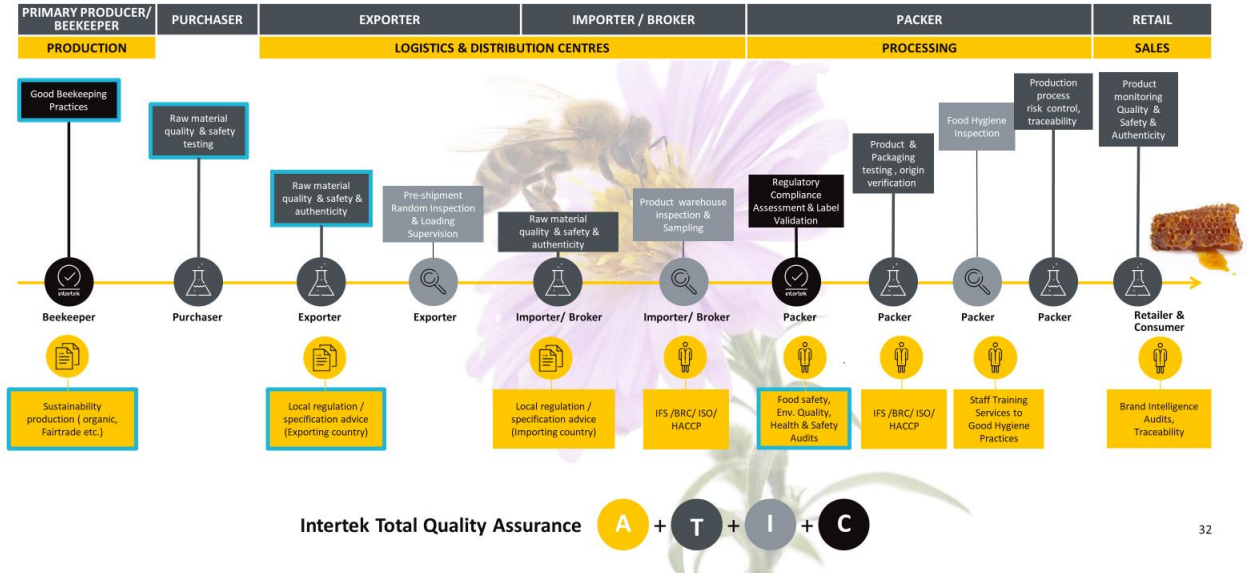 PRIMARY PRODUCER/
BEEKEEPER
PURCHASER
EXPORTER
IMPORTER / BROKER
PACKER
RETAIL
PRODUCTION
LOGISTICS & DISTRIBUTION CENTRES
PROCESSING
SALES
Good Beekeeping
Practices
Raw material
quality & safety
testing
Raw material
quality & safety &
authenticity
Pre-shipment
Random Inspection
& Loading
Supervision
Raw material
quality & safety &
authenticity
Product warehouse
inspection &
Sampling
Regulatory
Compliance
Assessment & Label
Validation
Product &
Packaging
testing , origin
verification
Food Hygiene
Inspection
Production
process
risk control,
traceability
Product
monitoring
Quality &
Safety &
Authenticity
intertek
intertek
Beekeeper
Purchaser
Exporter
Exporter
Importer/ Broker
Importer/ Broker
Packer
Packer
Packer
Packer
Retailer &
Consumer
Sustainability
production ( organic,
Fairtrade etc.)
Local regulation /
specification advice
(Exporting country)
Local regulation /
specification advice
(Importing country)
IFS /BRC/ ISO/
HACCP
Food safety,
Env. Quality,
Health & Safety
Audits
IFS /BRC/ ISO/
HACCP
Staff Training
Services to
Good Hygiene
Practices
Brand Intelligence
Audits,
Traceability
Intertek Total Quality Assurance A + T + I + C
32